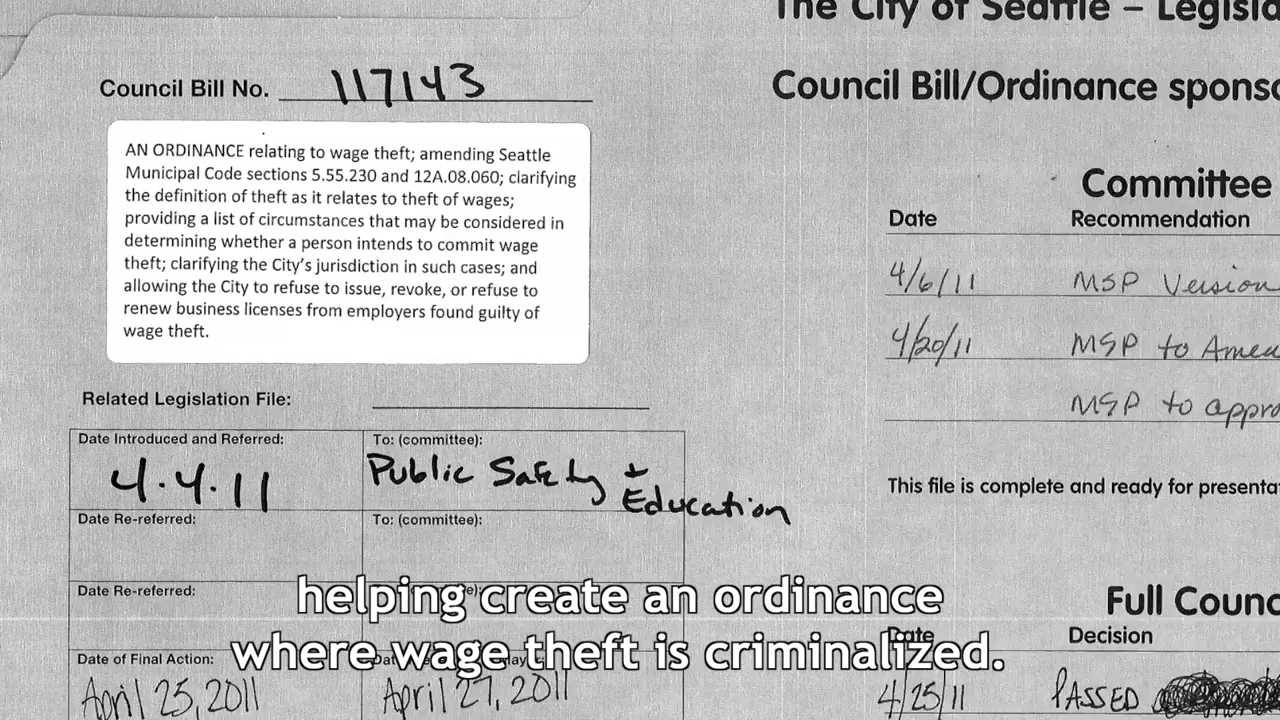 The City of Seattle –
Council Bill No. 117143
Council Bill/Ordinance
AN ORDINANCE relating to wage theft; amending Seattle
Municipal Code sections 5.55.230 and 12A.08.060; clarifying
the definition of theft as it relates to theft of wages;
providing a list of circumstances that may be considered in
determining whether a person intends to commit wage
theft; clarifying the City's jurisdiction in such cases; and
allowing the City to refuse to issue, revoke, or refuse to
renew business licenses from employers found guilty of
wage theft.
Committee
Date Recommendation
4/6/11 MSP Version
4/20/11 MSP to
MSP to
Related Legislation File:
Date Introduced and Referred: To: (committee):
4.4.11 Public Safety +
Education
This file is complete and ready for
Date Re-referred: To: (committee):
Date Re-referred:
Full
Date Decision
Date of Final Action:
April 25, 2011 April 27, 2011
4/25/11 PASSED
helping create an ordinance
where wage theft is criminalized.